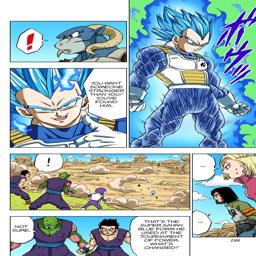 !
YOU WANT
SOMEONE
STRONGER
THAN YOU?
YOU'VE
FOUND
HIM.
!
...
NOT
SURE.
THAT'S THE
SUPER SAIYAN
BLUE FORM HE
USED AT THE
TOURNAMENT
OF POWER.
WHAT'S
CHANGED?